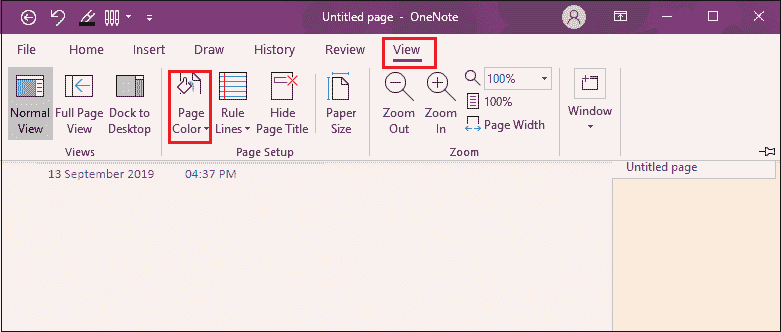 Untitled page - OneNote
File Home Insert Draw History Review View
Normal View
Full Page View
Dock to Desktop
Views
Page Color
Rule Lines
Hide Page Title
Paper Size
Page Setup
Zoom Out
Zoom In
100%
100%
Page Width
Zoom
Window
13 September 2019 04:37 PM
Untitled page